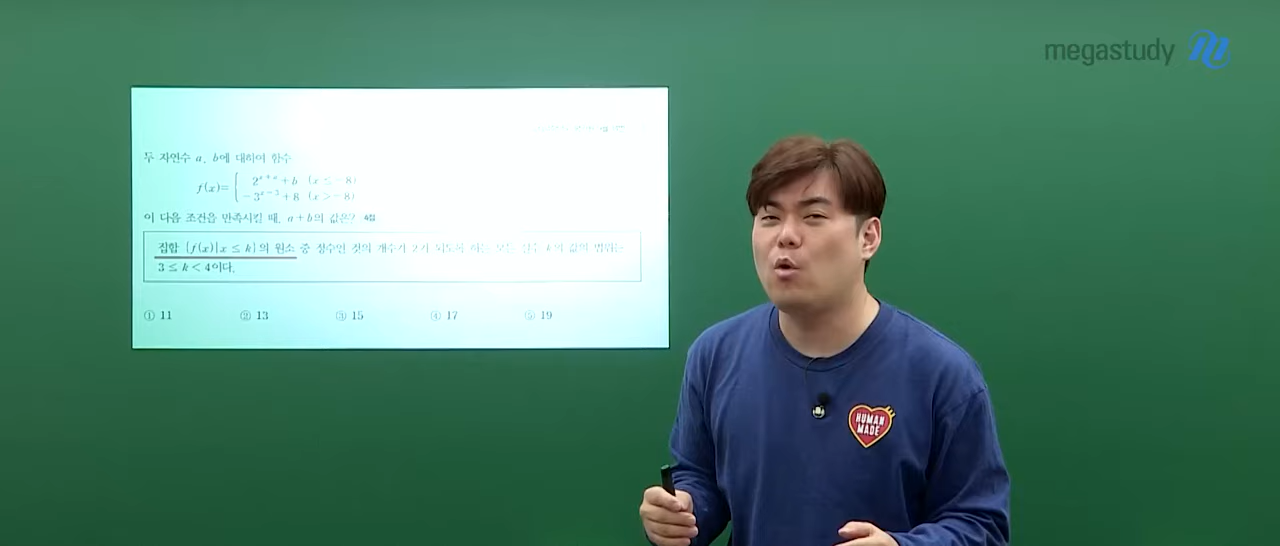 megastudy
두 자연수 a, b에 대하여 함수
f(x)={ 2^{x+a}+b (x≤-8)
-3^{x-3}+8 (x>-8)
이 다음 조건을 만족시킬 때, a+b의 값은? 4점
집합 {f(x)|x≤k}의 원소 중 정수인 것의 개수가 2가 되도록 하는 모든 실수 k의 값의 범위는
3≤k<4이다.
① 11 ② 13 ③ 15 ④ 17 ⑤ 19
HUMAN
MADE